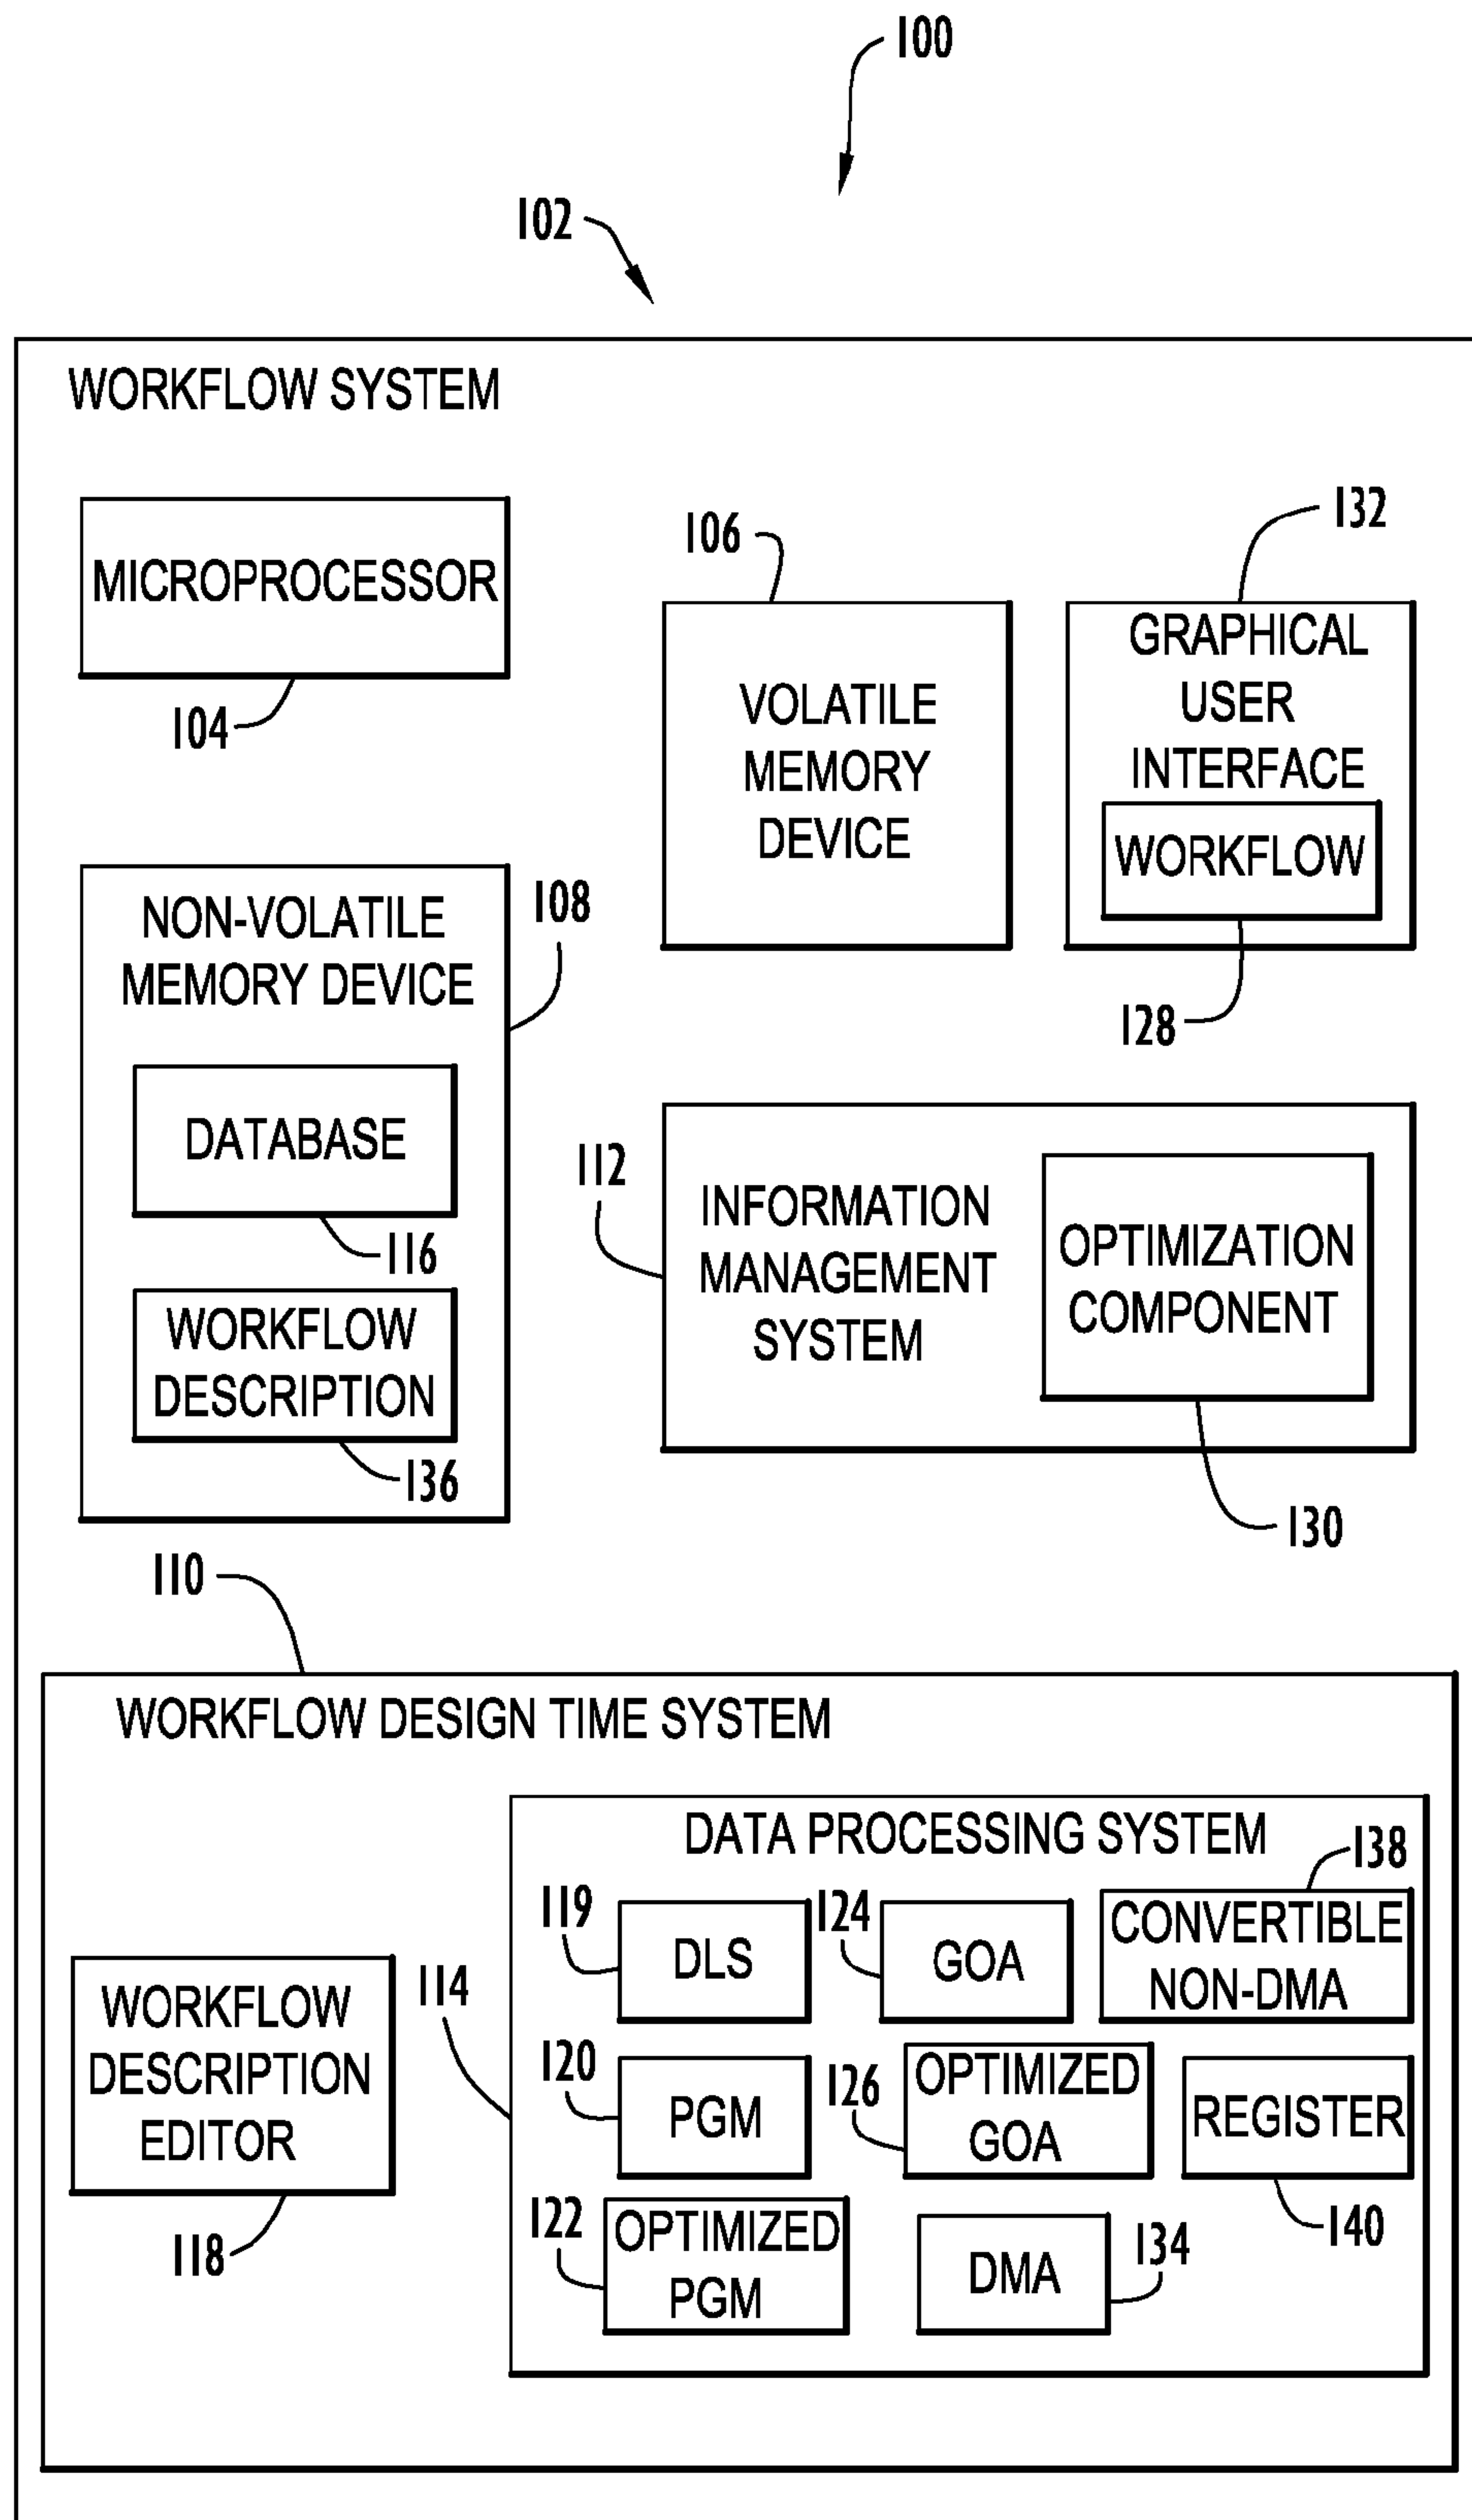 100
102
WORKFLOW SYSTEM
MICROPROCESSOR
104
106
VOLATILE
MEMORY
DEVICE
132
GRAPHICAL
USER
INTERFACE
WORKFLOW
128
NON-VOLATILE
MEMORY DEVICE
108
DATABASE
116
WORKFLOW
DESCRIPTION
136
112
INFORMATION
MANAGEMENT
SYSTEM
OPTIMIZATION
COMPONENT
130
110
WORKFLOW DESIGN TIME SYSTEM
WORKFLOW
DESCRIPTION
EDITOR
118
114
DATA PROCESSING SYSTEM
119
DLS
124
GOA
138
CONVERTIBLE
NON-DMA
120
PGM
126
OPTIMIZED
GOA
REGISTER
140
122
OPTIMIZED
PGM
DMA
134